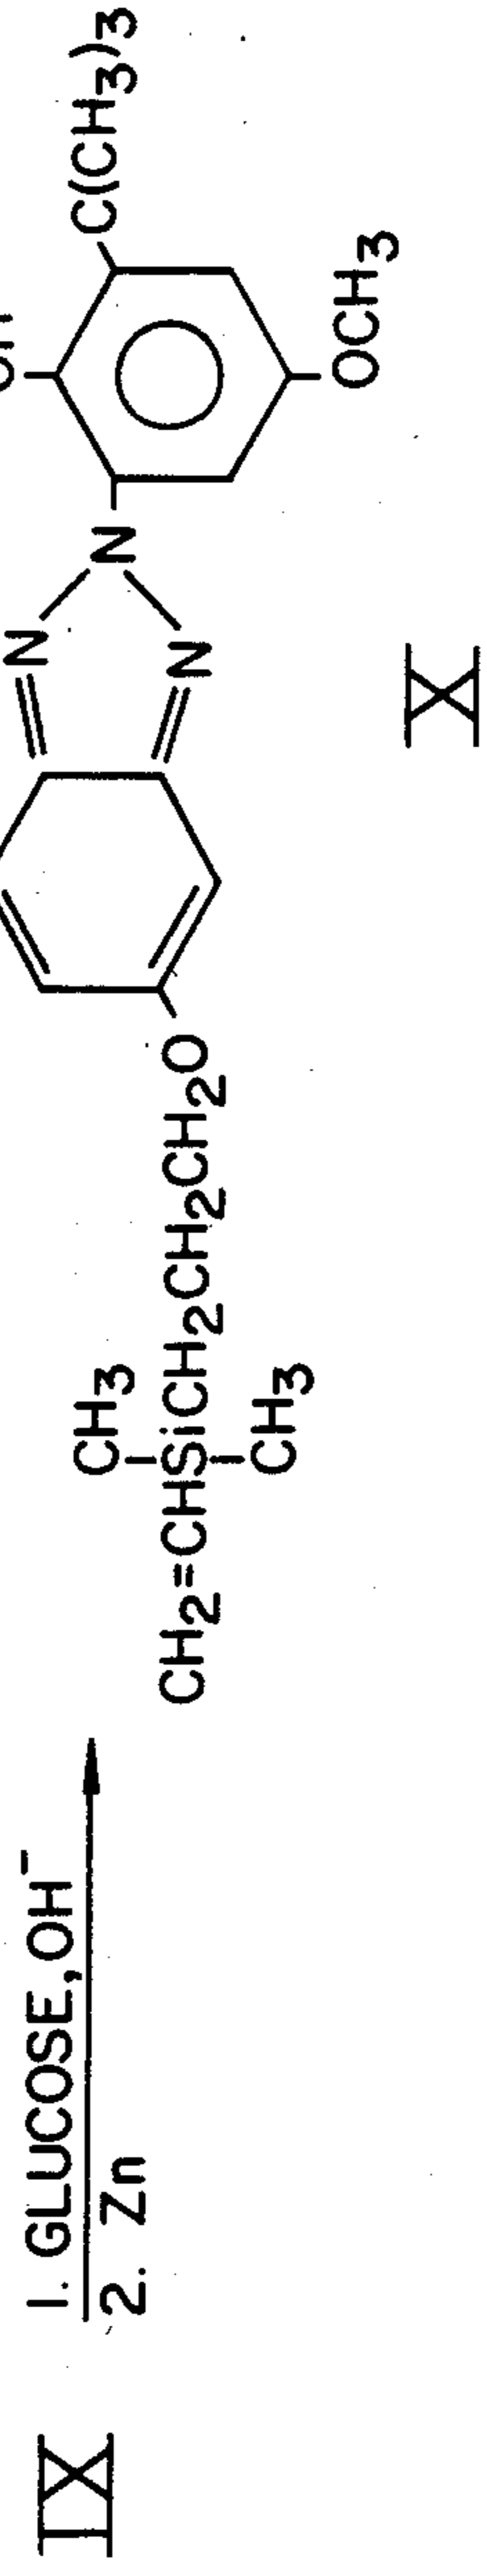 IX
1. GLUCOSE, OH⁻
2. Zn
CH₃
CH₂=CHSiCH₂CH₂CH₂O
CH₃
N
N
N
C(CH₃)₃
OCH₃
X